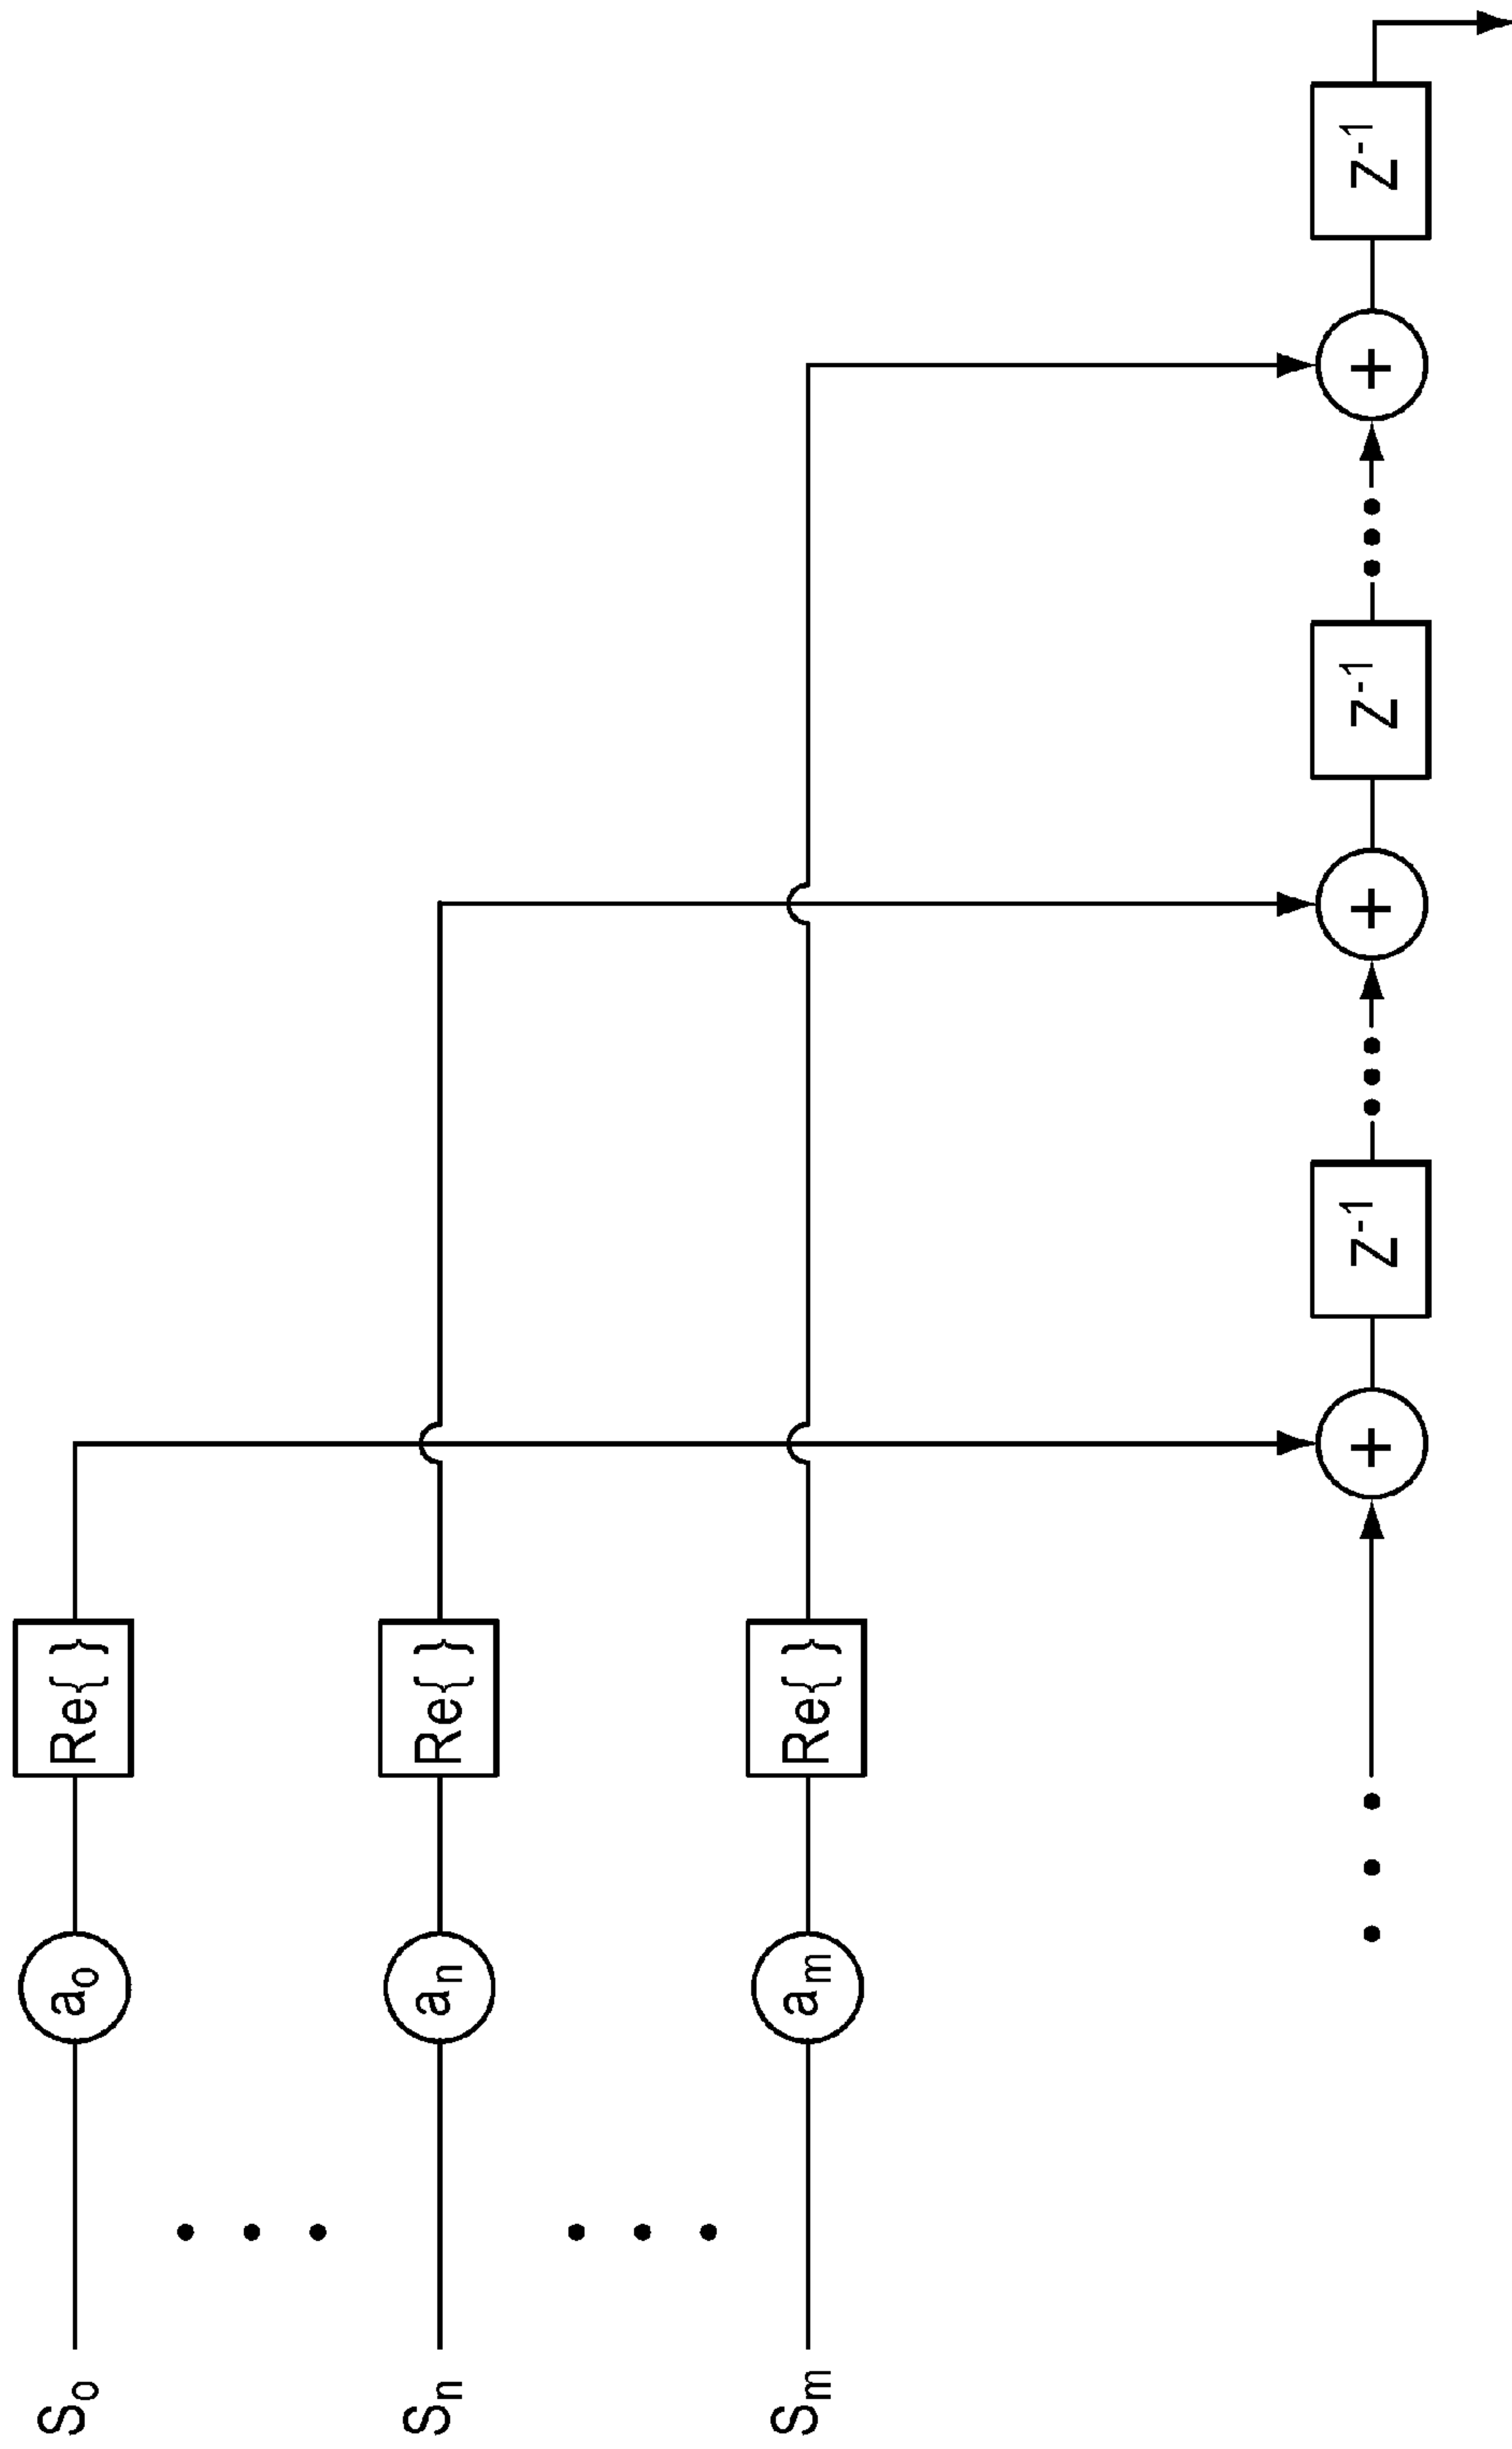 S₀ a₀ Re{ }
Sₙ aₙ Re{ }
Sₘ aₘ Re{ }
+ Z⁻¹ + Z⁻¹ + Z⁻¹